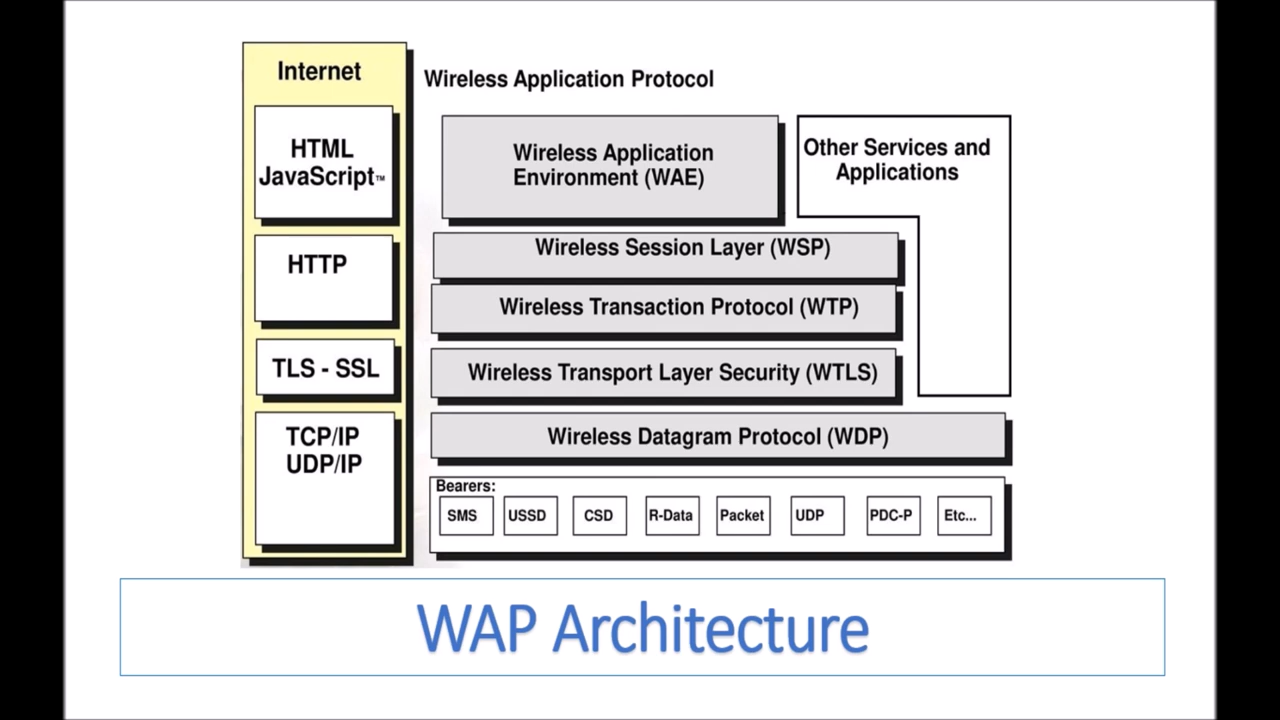 Internet
HTML
JavaScript™
HTTP
TLS - SSL
TCP/IP
UDP/IP
Wireless Application Protocol
Wireless Application
Environment (WAE)
Other Services and
Applications
Wireless Session Layer (WSP)
Wireless Transaction Protocol (WTP)
Wireless Transport Layer Security (WTLS)
Wireless Datagram Protocol (WDP)
Bearers:
SMS USSD CSD R-Data Packet UDP PDC-P Etc...
WAP Architecture